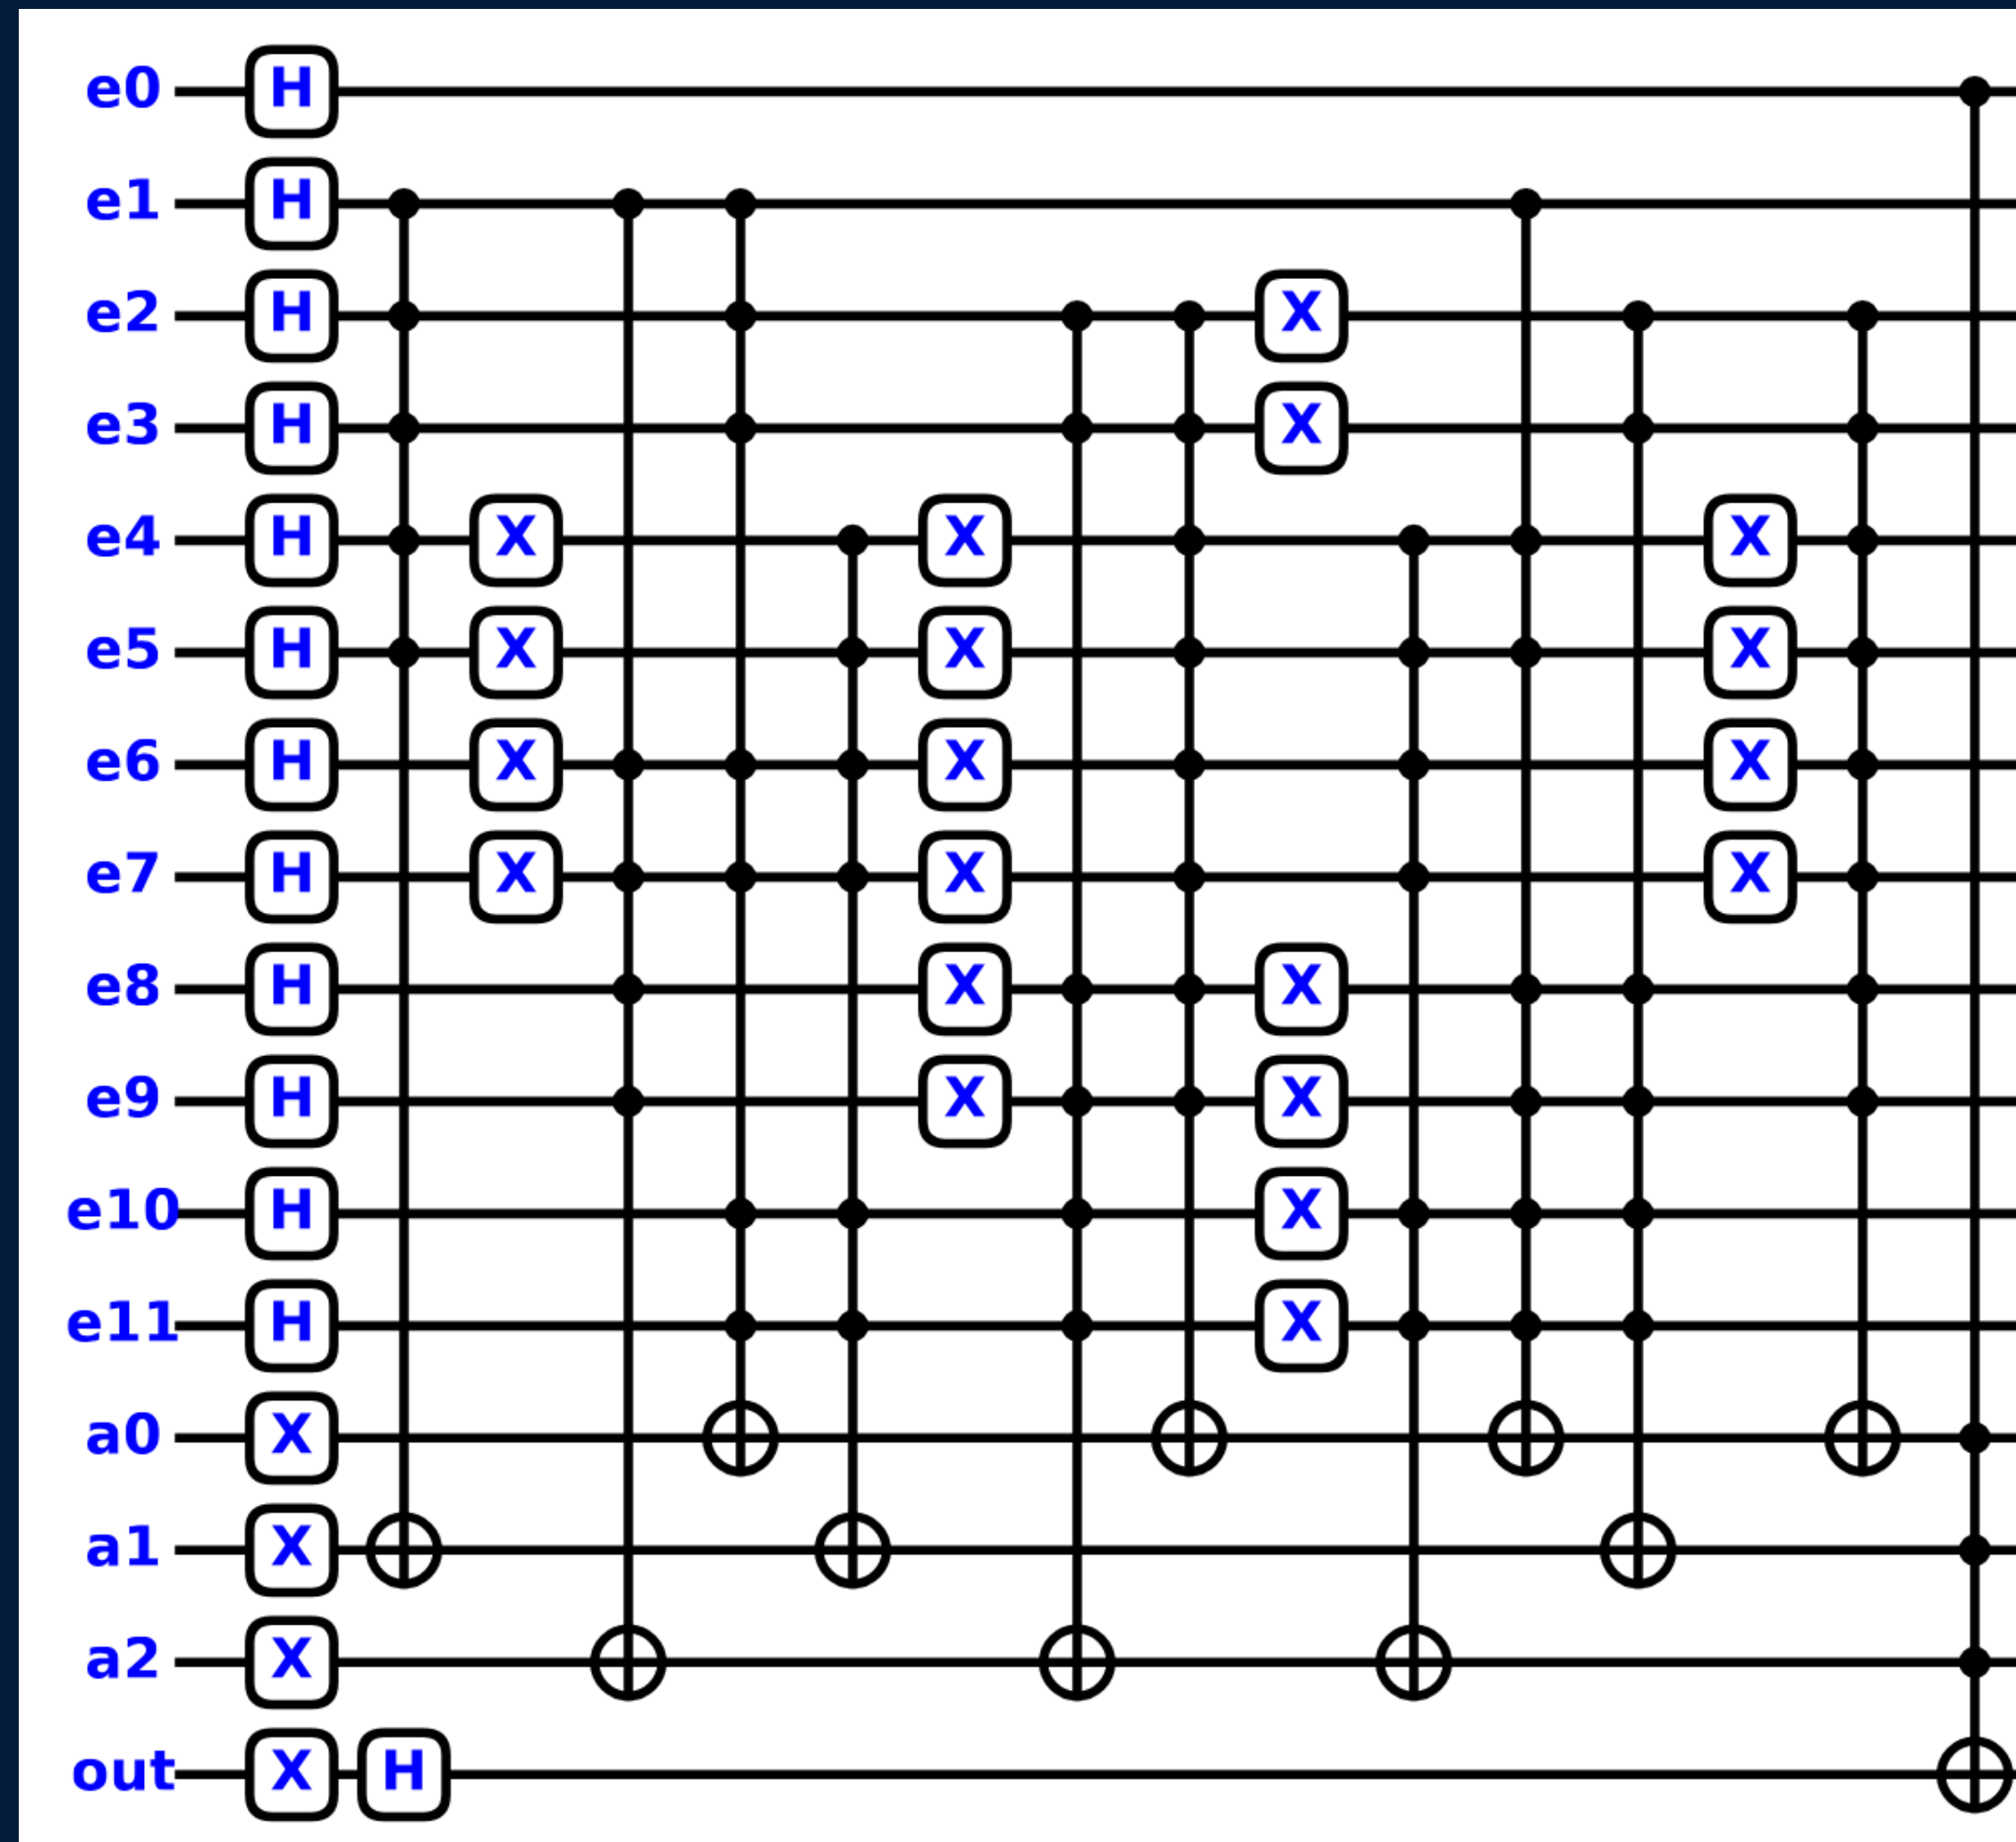 e0 H
e1 H
e2 H X
e3 H X
e4 H X X X
e5 H X X X
e6 H X X X
e7 H X X X
e8 H X X
e9 H X X
e10 H X
e11 H X
a0 X
a1 X
a2 X
out X H